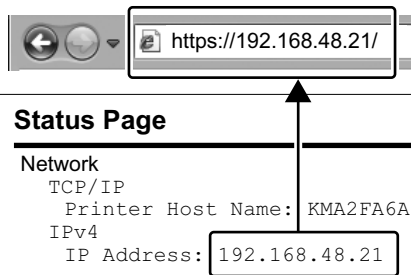 https://192.168.48.21/
Status Page
Network
TCP/IP
Printer Host Name: KMA2FA6A
IPv4
IP Address: 192.168.48.21